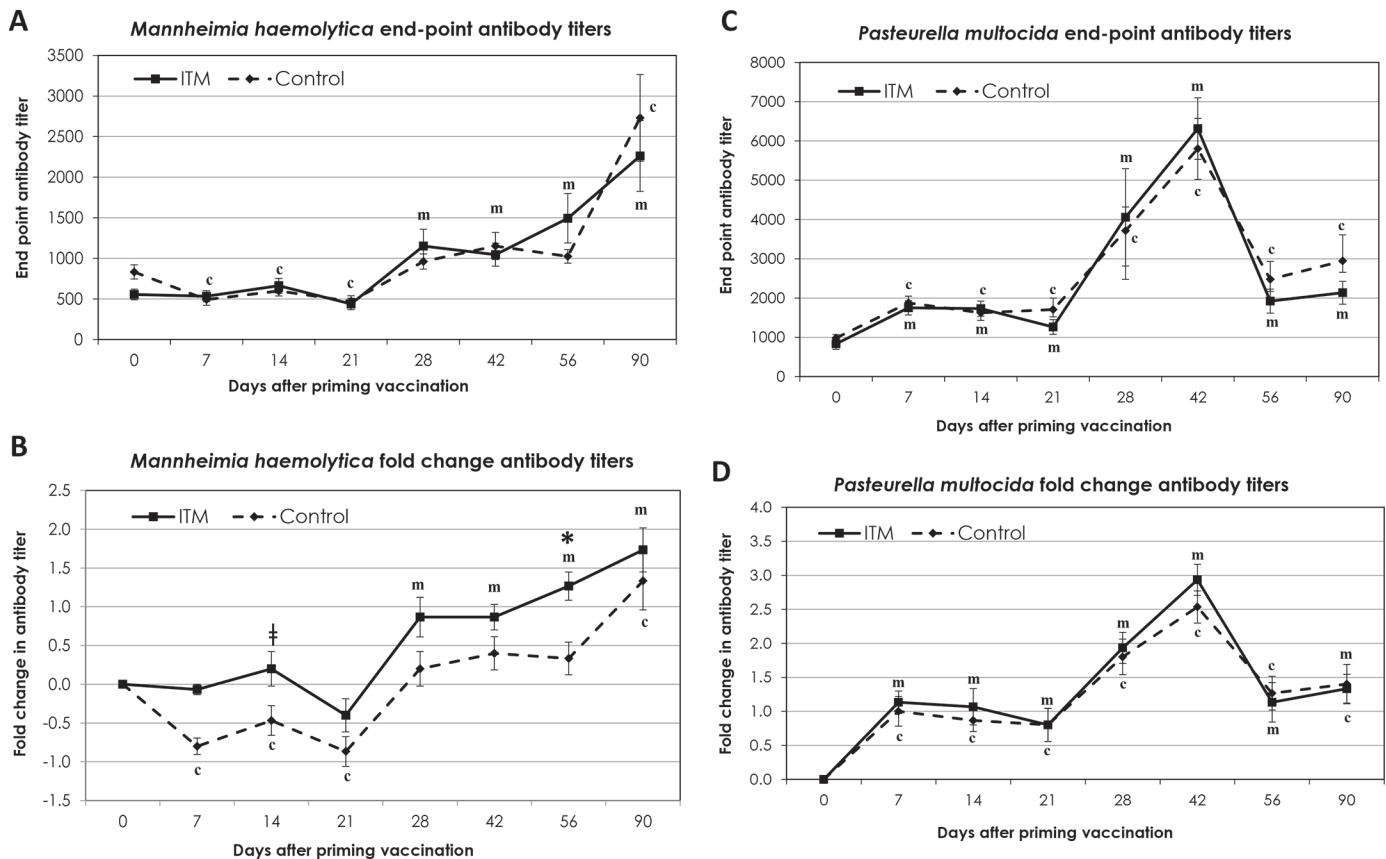 A
Mannheimia haemolytica end-point antibody titers
3500
3000
2500
2000
1500
1000
500
0
End point antibody titer
ITM
Control
c
c
c
m
m
m
c
m
0 7 14 21 28 42 56 90
Days after priming vaccination
B
Mannheimia haemolytica fold change antibody titers
2.5
2.0
1.5
1.0
0.5
0.0
-0.5
-1.0
-1.5
Fold change in antibody titer
ITM
Control
c
‡
c
c
m
m
*
m
m
c
0 7 14 21 28 42 56 90
Days after priming vaccination
C
Pasteurella multocida end-point antibody titers
8000
7000
6000
5000
4000
3000
2000
1000
0
End point antibody titer
ITM
Control
c
m
c
m
c
m
m
c
m
c
c
m
c
m
0 7 14 21 28 42 56 90
Days after priming vaccination
D
Pasteurella multocida fold change antibody titers
4.0
3.5
3.0
2.5
2.0
1.5
1.0
0.5
0.0
Fold change in antibody titer
ITM
Control
m
c
m
c
m
c
m
c
m
c
c
m
m
c
0 7 14 21 28 42 56 90
Days after priming vaccination